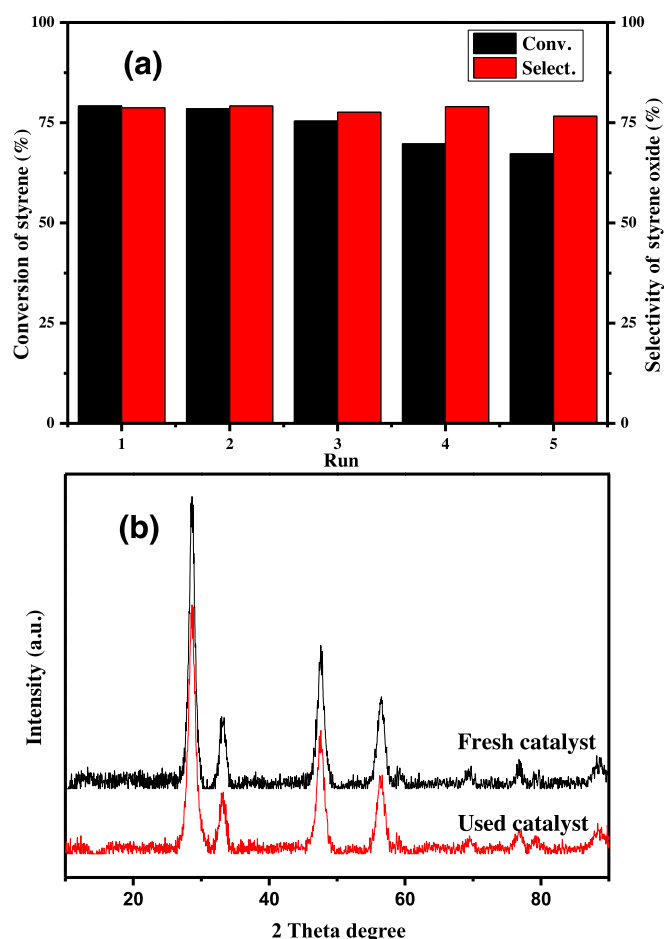 (a)
Conv.
Select.
Conversion of styrene (%)
100
75
50
25
0
Selectivity of styrene oxide (%)
100
75
50
25
0
1 2 3 4 5
Run
(b)
Intensity (a.u.)
Fresh catalyst
Used catalyst
20 40 60 80
2 Theta degree